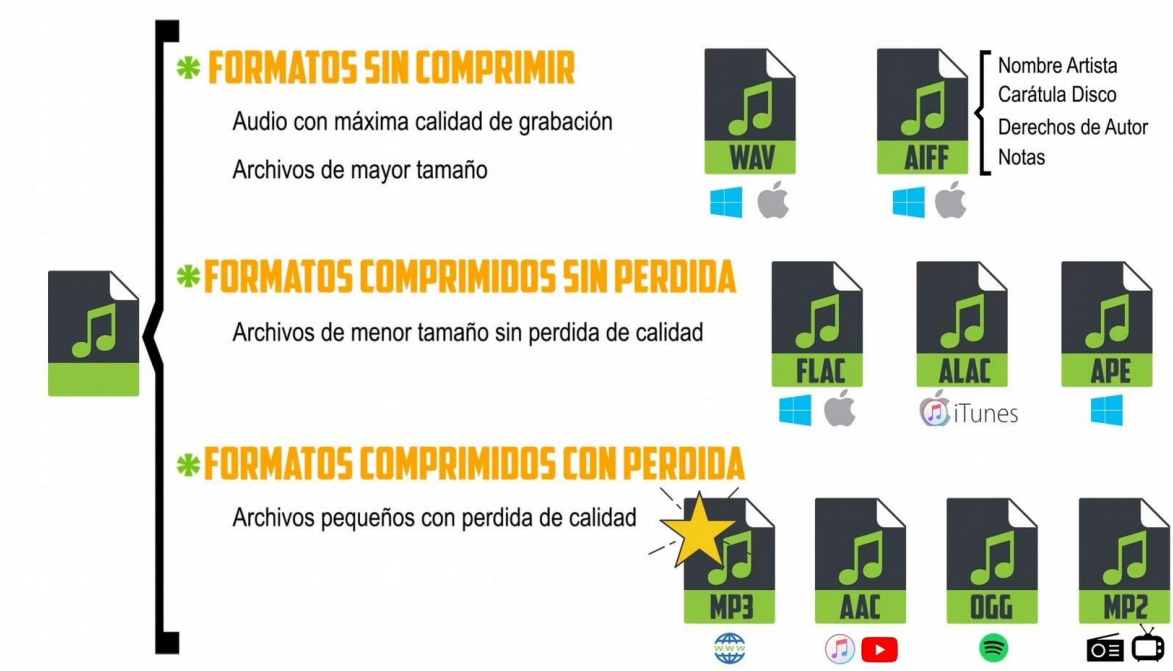 * FORMATOS SIN COMPRIMIR
Audio con máxima calidad de grabación
Archivos de mayor tamaño
WAV
AIFF
Nombre Artista
Carátula Disco
Derechos de Autor
Notas
*FORMATOS COMPRIMIDOS SIN PERDIDA
Archivos de menor tamaño sin perdida de calidad
FLAC
ALAC
APE
iTunes
*FORMATOS COMPRIMIDOS CON PERDIDA
Archivos pequeños con perdida de calidad
MP3
AAC
OGG
MP2
WWW